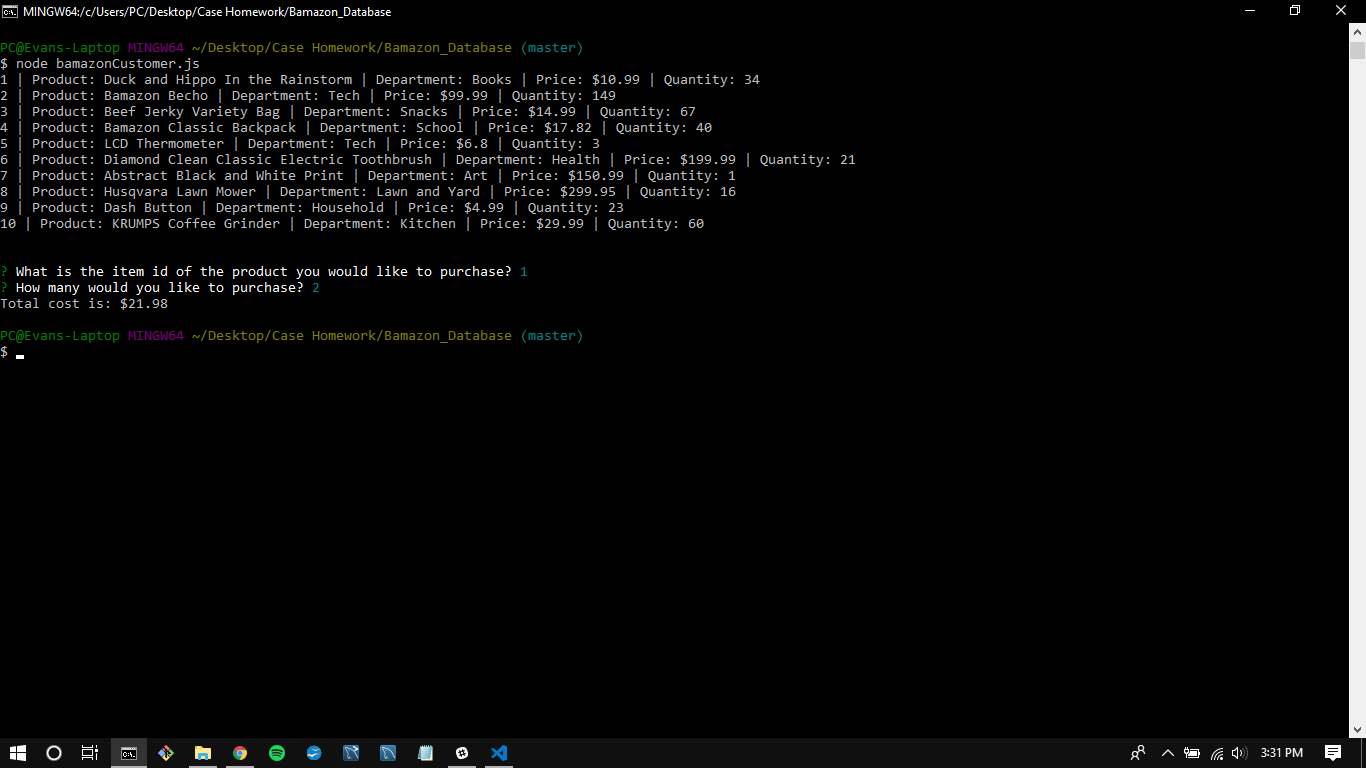 MINGW64:/c/Users/PC/Desktop/Case Homework/Bamazon_Database
PC@Evans-Laptop MINGW64 ~/Desktop/Case Homework/Bamazon_Database (master)
$ node bamazonCustomer.js
1 | Product: Duck and Hippo In the Rainstorm | Department: Books | Price: $10.99 | Quantity: 34
2 | Product: Bamazon Becho | Department: Tech | Price: $99.99 | Quantity: 149
3 | Product: Beef Jerky Variety Bag | Department: Snacks | Price: $14.99 | Quantity: 67
4 | Product: Bamazon Classic Backpack | Department: School | Price: $17.82 | Quantity: 40
5 | Product: LCD Thermometer | Department: Tech | Price: $6.8 | Quantity: 3
6 | Product: Diamond Clean Classic Electric Toothbrush | Department: Health | Price: $199.99 | Quantity: 21
7 | Product: Abstract Black and White Print | Department: Art | Price: $150.99 | Quantity: 1
8 | Product: Husqvara Lawn Mower | Department: Lawn and Yard | Price: $299.95 | Quantity: 16
9 | Product: Dash Button | Department: Household | Price: $4.99 | Quantity: 23
10 | Product: KRUMPS Coffee Grinder | Department: Kitchen | Price: $29.99 | Quantity: 60
? What is the item id of the product you would like to purchase? 1
? How many would you like to purchase? 2
Total cost is: $21.98
PC@Evans-Laptop MINGW64 ~/Desktop/Case Homework/Bamazon_Database (master)
$
3:31 PM